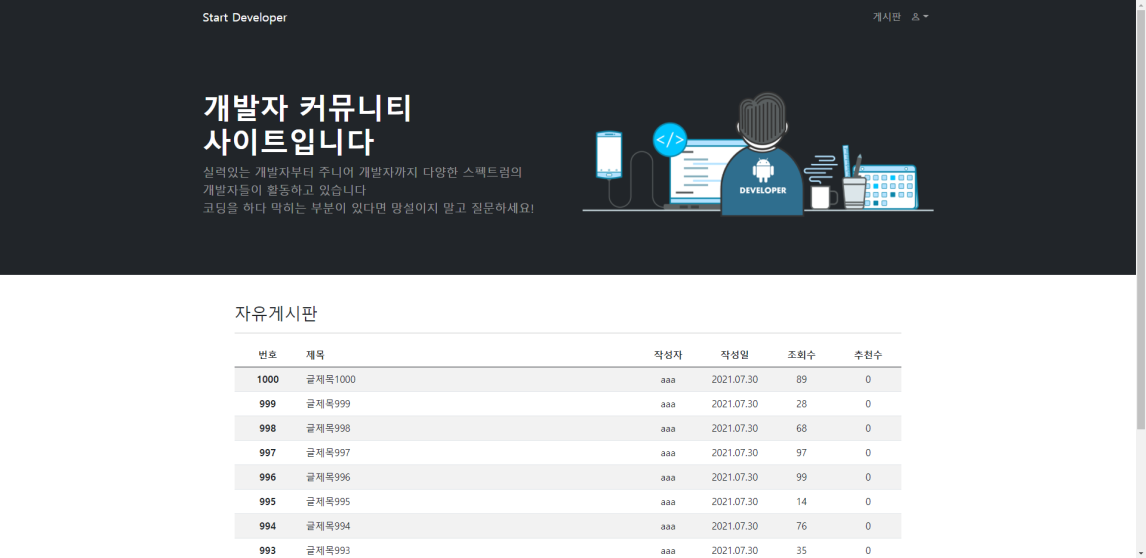 Start Developer 게시판
개발자 커뮤니티
사이트입니다
실력있는 개발자부터 주니어 개발자까지 다양한 스펙트럼의
개발자들이 활동하고 있습니다
코딩을 하다 막히는 부분이 있다면 망설이지 말고 질문하세요!
</>
DEVELOPER
자유게시판
번호 제목 작성자 작성일 조회수 추천수
1000 글제목1000 aaa 2021.07.30 89 0
999 글제목999 aaa 2021.07.30 28 0
998 글제목998 aaa 2021.07.30 68 0
997 글제목997 aaa 2021.07.30 97 0
996 글제목996 aaa 2021.07.30 99 0
995 글제목995 aaa 2021.07.30 14 0
994 글제목994 aaa 2021.07.30 76 0
993 글제목993 aaa 2021.07.30 35 0